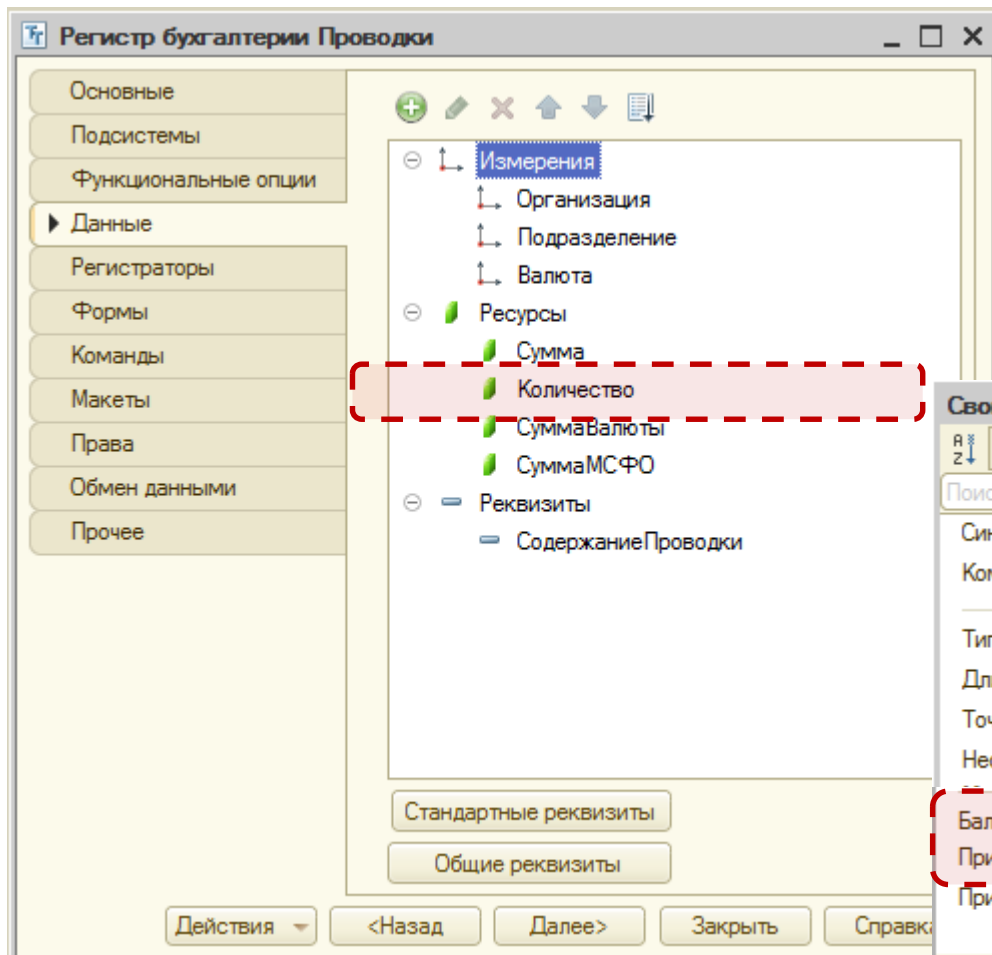 Регистр бухгалтерии Проводки
Основные
Подсистемы
Функциональные опции
Данные
Регистраторы
Формы
Команды
Макеты
Права
Обмен данными
Прочее
Измерения
Организация
Подразделение
Валюта
Ресурсы
Сумма
Количество
СуммаВалюты
СуммаМСФО
Реквизиты
СодержаниеПроводки
Стандартные реквизиты
Общие реквизиты
Действия
<Назад
Далее>
Закрыть